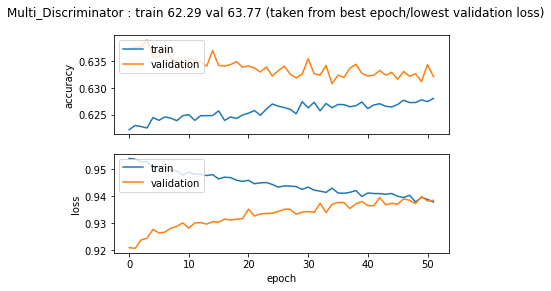 Multi_Discriminator : train 62.29 val 63.77 (taken from best epoch/lowest validation loss)
train
validation
0.635
0.630
0.625
accuracy
train
validation
0.95
0.94
0.93
0.92
loss
0 10 20 30 40 50
epoch